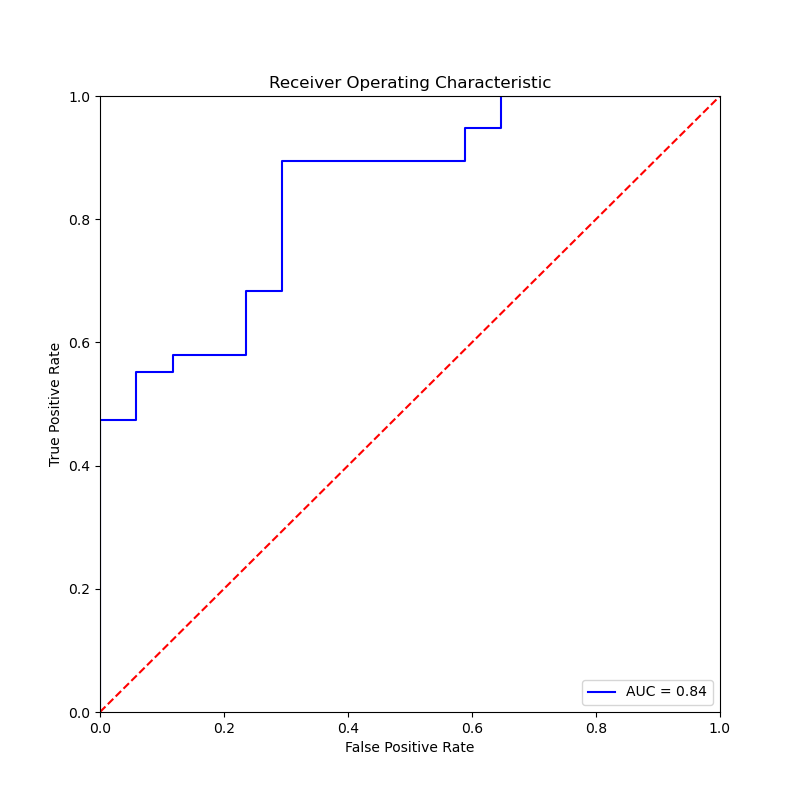 Receiver Operating Characteristic
1.0
0.8
0.6
0.4
0.2
0.0
True Positive Rate
AUC = 0.84
0.0 0.2 0.4 0.6 0.8 1.0
False Positive Rate